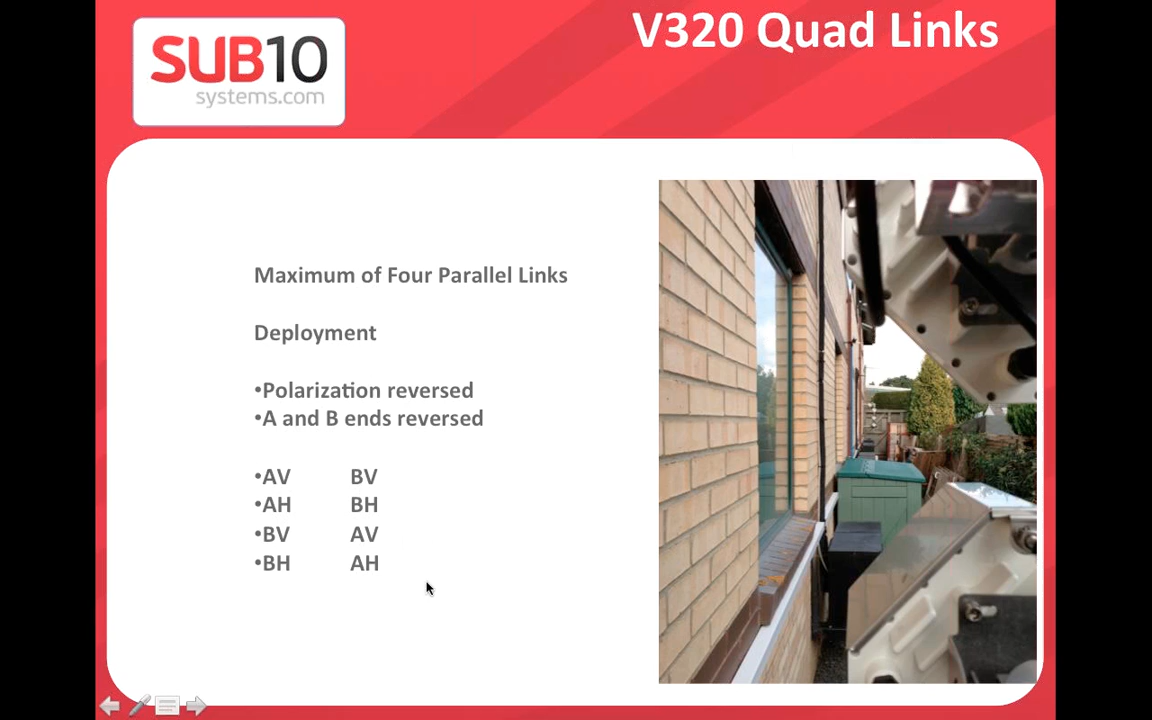 SUB10
systems.com
V320 Quad Links
Maximum of Four Parallel Links
Deployment
•Polarization reversed
•A and B ends reversed
•AV BV
•AH BH
•BV AV
•BH AH